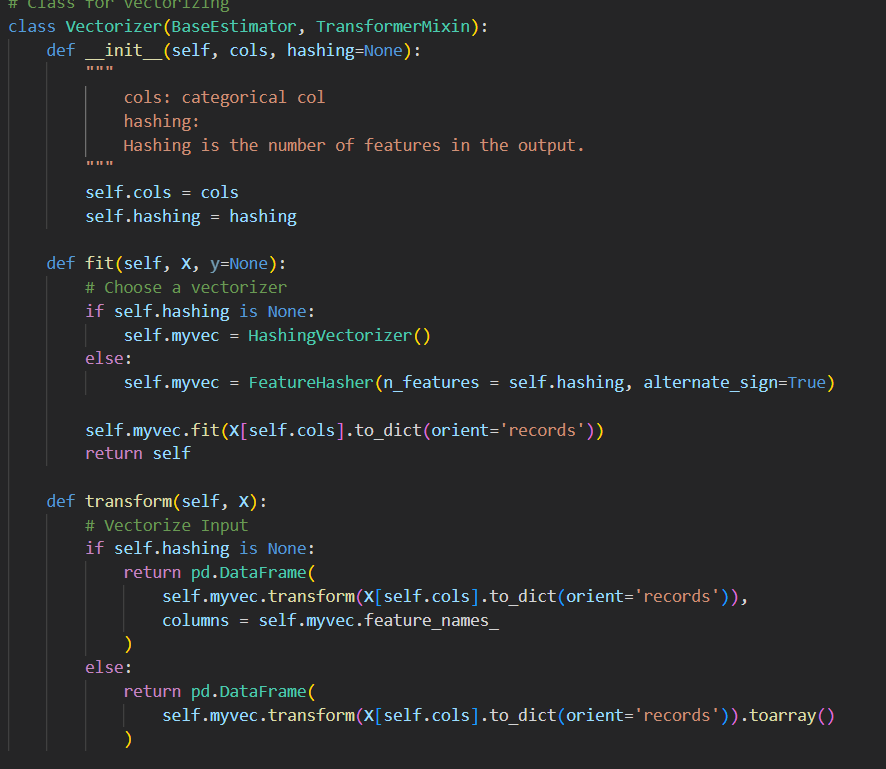 # Class for vectorizing
class Vectorizer(BaseEstimator, TransformerMixin):
    def __init__(self, cols, hashing=None):
        """
            cols: categorical col
            hashing:
            Hashing is the number of features in the output.
        """
        self.cols = cols
        self.hashing = hashing

    def fit(self, X, y=None):
        # Choose a vectorizer
        if self.hashing is None:
            self.myvec = HashingVectorizer()
        else:
            self.myvec = FeatureHasher(n_features = self.hashing, alternate_sign=True)

        self.myvec.fit(X[self.cols].to_dict(orient='records'))
        return self

    def transform(self, X):
        # Vectorize Input
        if self.hashing is None:
            return pd.DataFrame(
                self.myvec.transform(X[self.cols].to_dict(orient='records')),
                columns = self.myvec.feature_names_
            )
        else:
            return pd.DataFrame(
                self.myvec.transform(X[self.cols].to_dict(orient='records')).toarray()
            )